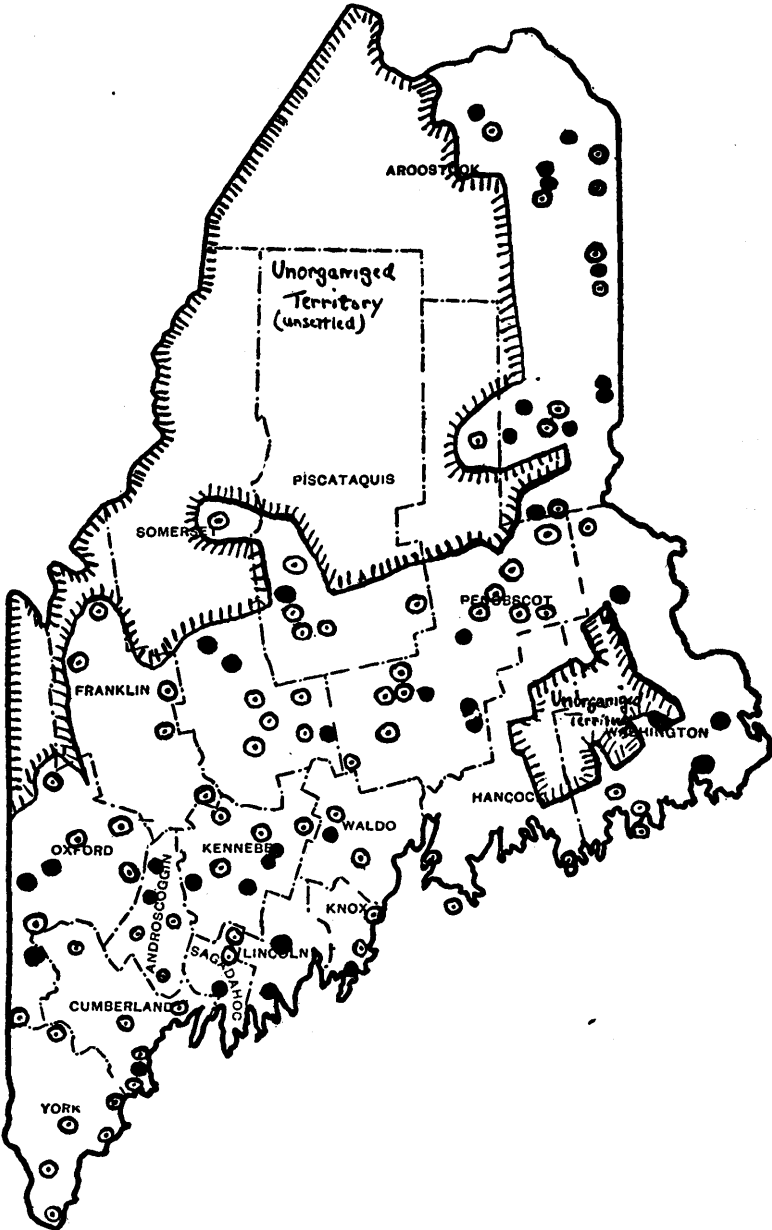 AROOSTOOK
Unorganized
Territory
(unsettled)
PISCATAQUIS
SOMERSET
PENOBSCOT
FRANKLIN
Unorganized
Territory
WASHINGTON
HANCOCK
WALDO
OXFORD
KENNEBEC
ANDROSCOGGIN
KNOX
SAGADAHOC
LINCOLN
CUMBERLAND
YORK